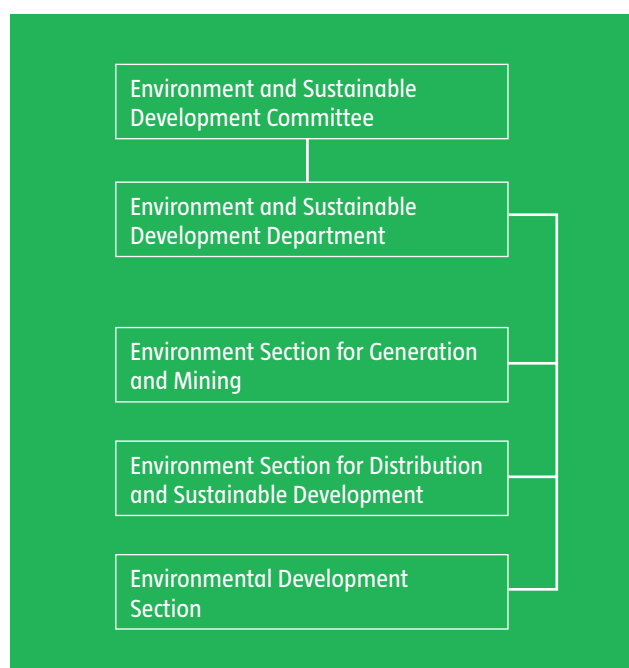 Environment and Sustainable
Development Committee
Environment and Sustainable
Development Department
Environment Section for Generation
and Mining
Environment Section for Distribution
and Sustainable Development
Environmental Development
Section